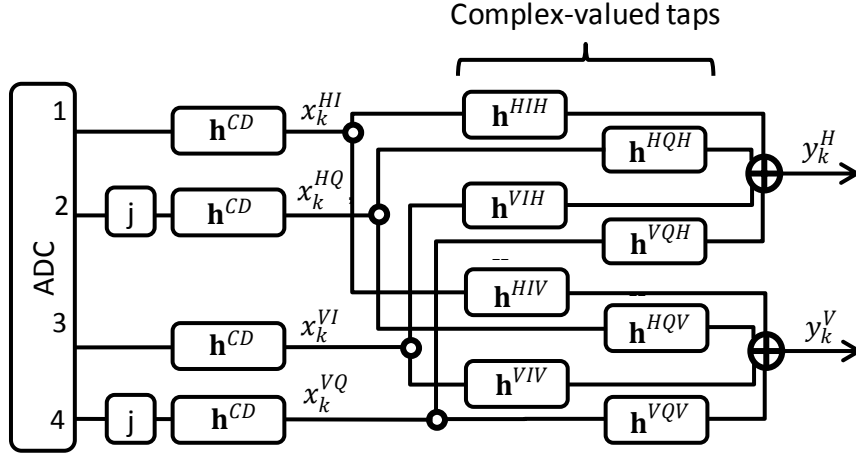 Complex-valued taps
ADC
1
h^{CD}
x_k^{HI}
h^{HIH}
h^{HQH}
y_k^H
2
j
h^{CD}
x_k^{HQ}
h^{VIH}
h^{VQH}
h^{HIV}
3
h^{CD}
x_k^{VI}
h^{HQV}
y_k^V
h^{VIV}
4
j
h^{CD}
x_k^{VQ}
h^{VQV}